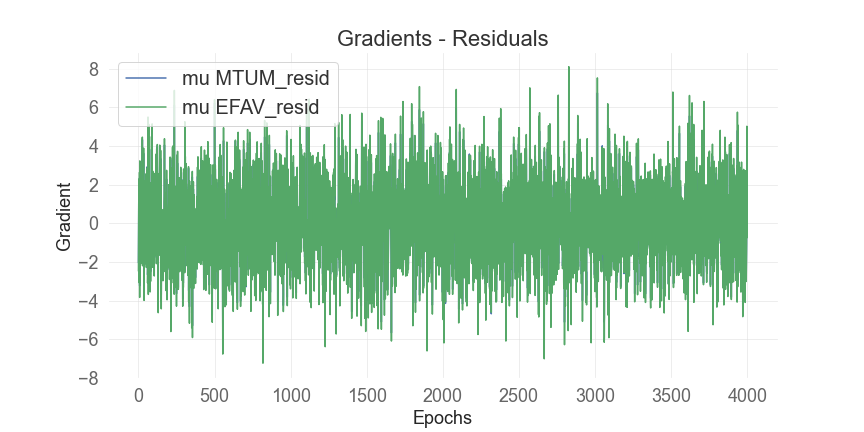 Gradients - Residuals
mu MTUM_resid
mu EFAV_resid
Gradient
8
6
4
2
0
−2
−4
−6
−8
0 500 1000 1500 2000 2500 3000 3500 4000
Epochs